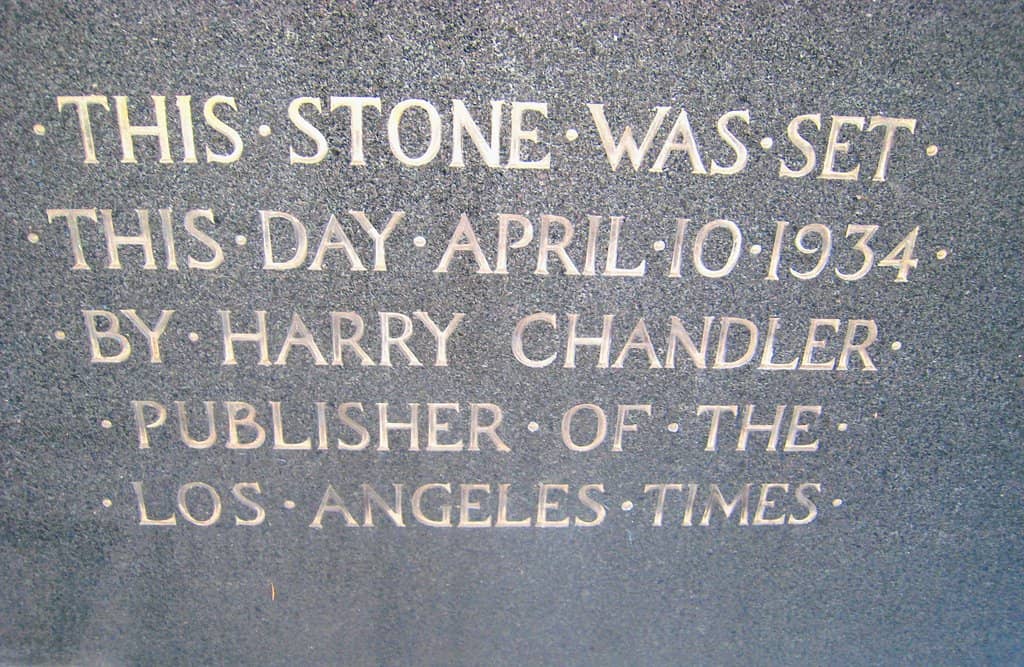 ·THIS·STONE·WAS·SET·
·THIS·DAY·APRIL·10·1934·
·BY·HARRY CHANDLER·
·PUBLISHER·OF·THE·
·LOS·ANGELES·TIMES·